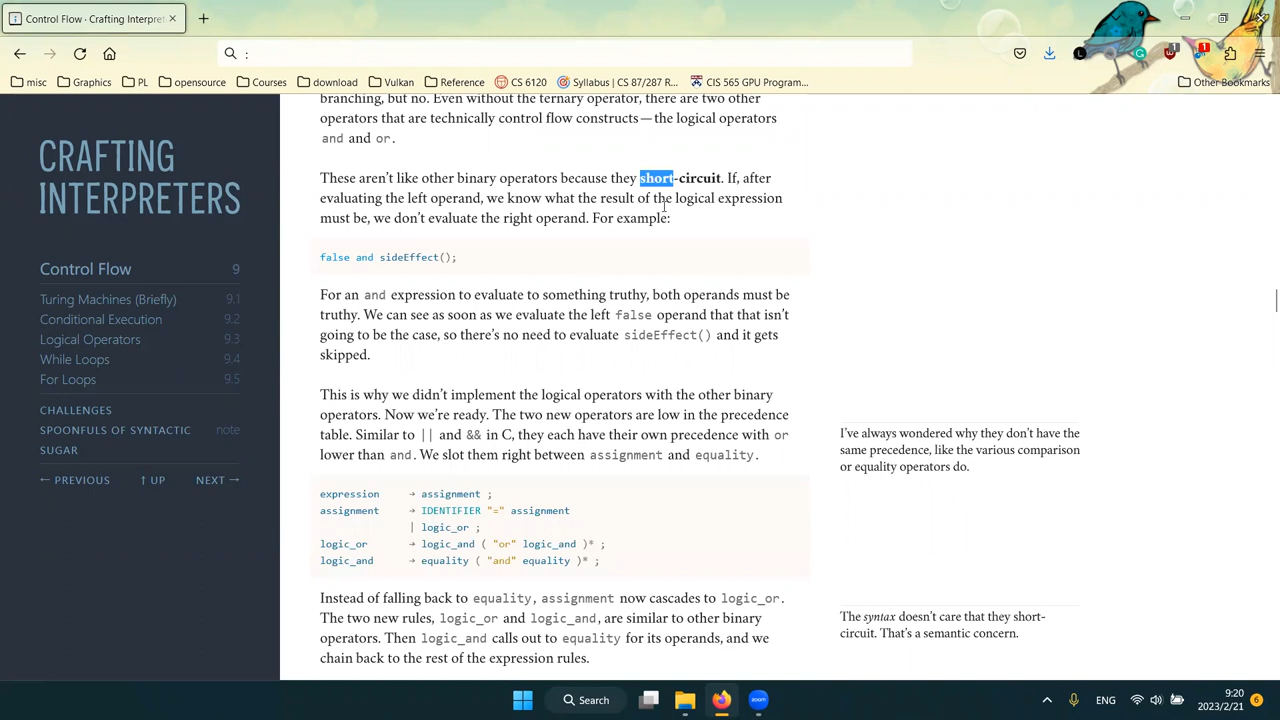 Control Flow · Crafting Interpreter
:
misc
Graphics
PL
opensource
Courses
download
Vulkan
Reference
CS 6120
Syllabus | CS 87/287 R...
CIS 565 GPU Program...
Other Bookmarks
1
1
CRAFTING
INTERPRETERS
Control Flow 9
Turing Machines (Briefly) 9.1
Conditional Execution 9.2
Logical Operators 9.3
While Loops 9.4
For Loops 9.5
CHALLENGES
SPOONFULS OF SYNTACTIC note
SUGAR
← PREVIOUS ↑ UP NEXT →
branching, but no. Even without the ternary operator, there are two other
operators that are technically control flow constructs—the logical operators
and and or.
These aren’t like other binary operators because they short-circuit. If, after
evaluating the left operand, we know what the result of the logical expression
must be, we don’t evaluate the right operand. For example:
false and sideEffect();
For an and expression to evaluate to something truthy, both operands must be
truthy. We can see as soon as we evaluate the left false operand that that isn’t
going to be the case, so there’s no need to evaluate sideEffect() and it gets
skipped.
This is why we didn’t implement the logical operators with the other binary
operators. Now we’re ready. The two new operators are low in the precedence
table. Similar to || and && in C, they each have their own precedence with or
lower than and. We slot them right between assignment and equality.
I’ve always wondered why they don’t have the
same precedence, like the various comparison
or equality operators do.
expression → assignment ;
assignment → IDENTIFIER "=" assignment
| logic_or ;
logic_or → logic_and ( "or" logic_and )* ;
logic_and → equality ( "and" equality )* ;
Instead of falling back to equality, assignment now cascades to logic_or.
The two new rules, logic_or and logic_and, are similar to other binary
operators. Then logic_and calls out to equality for its operands, and we
chain back to the rest of the expression rules.
The syntax doesn’t care that they short-
circuit. That’s a semantic concern.
Search
zoom
ENG
9:20
2023/2/21
6